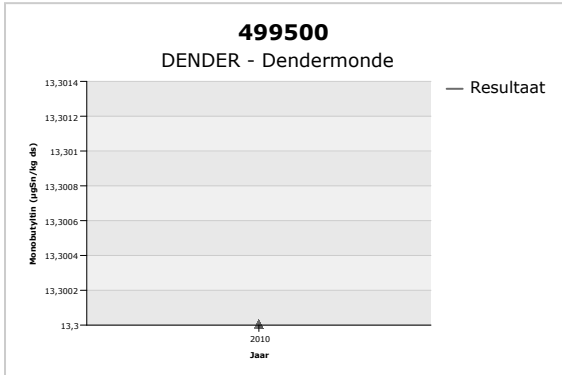 499500
DENDER - Dendermonde
Resultaat
Monobutyltin (µgSn/kg ds)
13,3014
13,3012
13,301
13,3008
13,3006
13,3004
13,3002
13,3
2010
Jaar